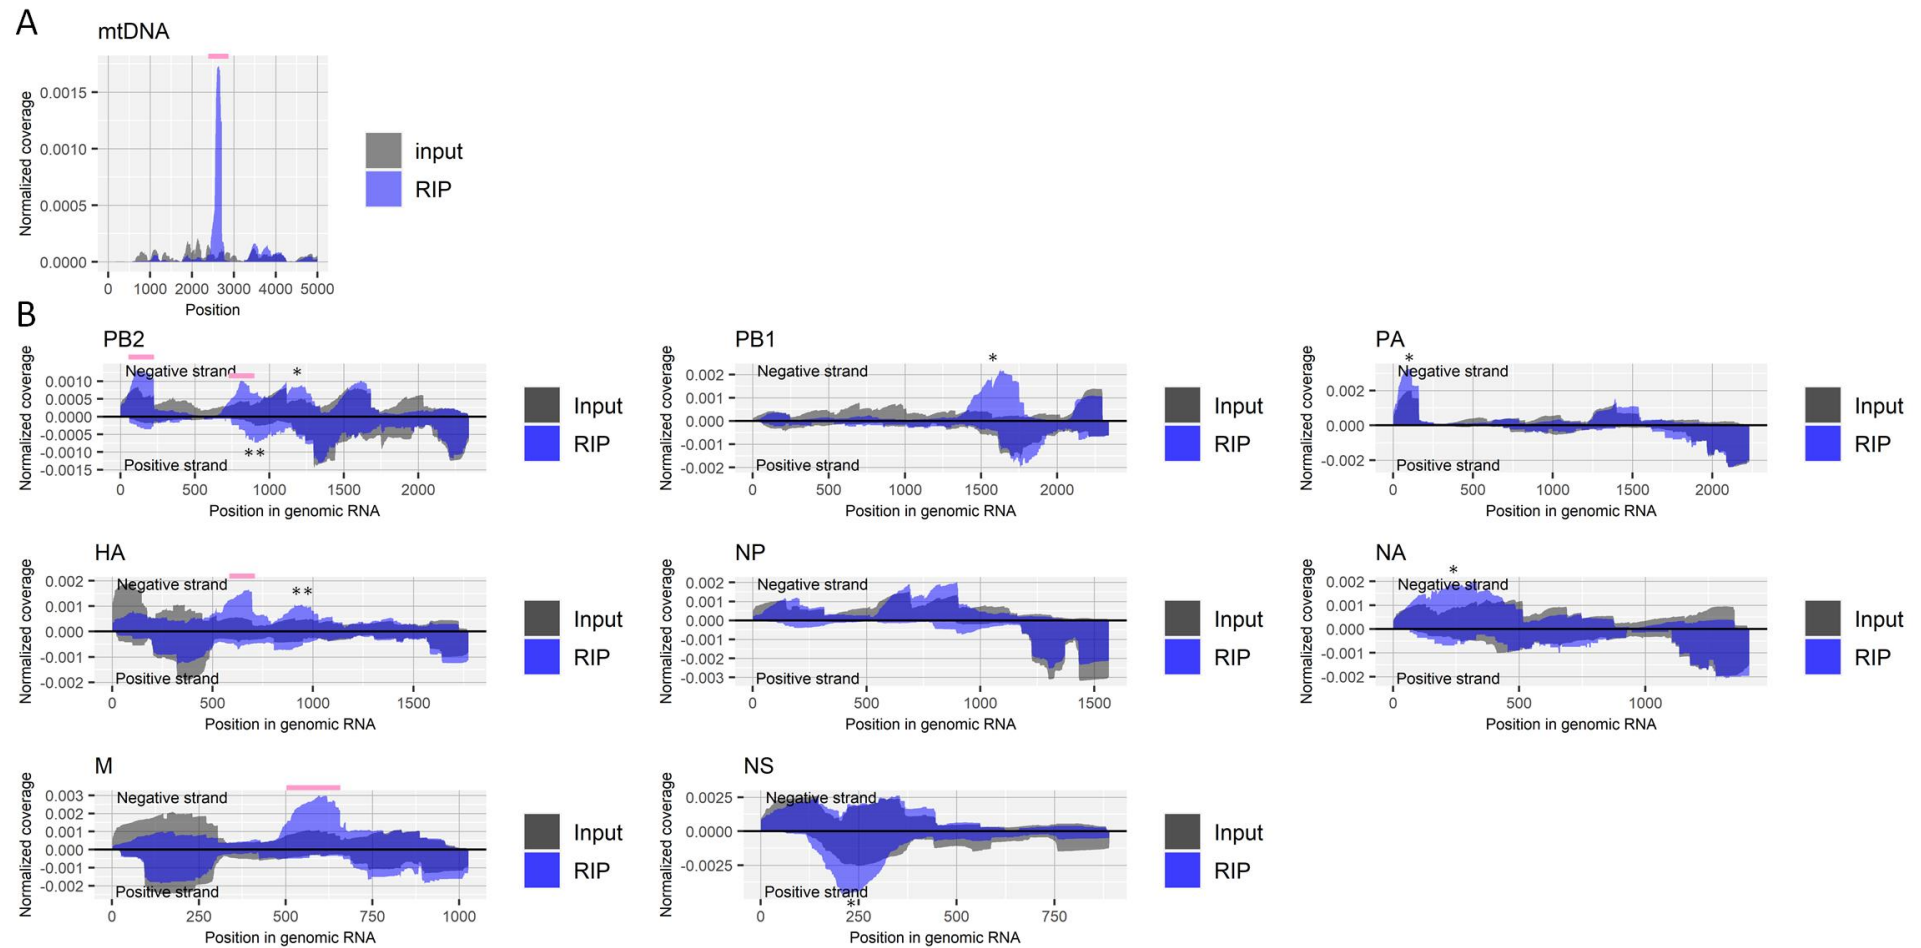 A
mtDNA
Normalized coverage
0.0015
0.0010
0.0005
0.0000
0 1000 2000 3000 4000 5000
Position
input
RIP
B
PB2
Normalized coverage
0.0010
0.0005
0.0000
-0.0005
-0.0010
-0.0015
Negative strand
*
**
Positive strand
0 500 1000 1500 2000
Position in genomic RNA
Input
RIP
PB1
Normalized coverage
0.002
0.001
0.000
-0.001
-0.002
*
Negative strand
Positive strand
0 500 1000 1500 2000
Position in genomic RNA
Input
RIP
PA
Normalized coverage
0.002
0.000
-0.002
*
Negative strand
Positive strand
0 500 1000 1500 2000
Position in genomic RNA
Input
RIP
HA
Normalized coverage
0.002
0.001
0.000
-0.001
-0.002
Negative strand
**
Positive strand
0 500 1000 1500
Position in genomic RNA
Input
RIP
NP
Normalized coverage
0.002
0.001
0.000
-0.001
-0.002
-0.003
Negative strand
Positive strand
0 500 1000 1500
Position in genomic RNA
Input
RIP
NA
Normalized coverage
0.002
0.001
0.000
-0.001
-0.002
*
Negative strand
Positive strand
0 500 1000
Position in genomic RNA
Input
RIP
M
Normalized coverage
0.003
0.002
0.001
0.000
-0.001
-0.002
Negative strand
Positive strand
0 250 500 750 1000
Position in genomic RNA
Input
RIP
NS
Normalized coverage
0.0025
0.0000
-0.0025
Negative strand
Positive strand
*
0 250 500 750
Position in genomic RNA
Input
RIP